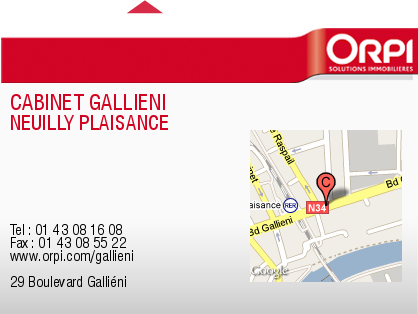 ORPI
SOLUTIONS IMMOBILIÈRES
CABINET GALLIENI
NEUILLY PLAISANCE
Tel : 01 43 08 16 08
Fax : 01 43 08 55 22
www.orpi.com/gallieni
29 Boulevard Galliéni
Raspail
Bd G
C
aisance RER
N34
Bd Gallieni
Google